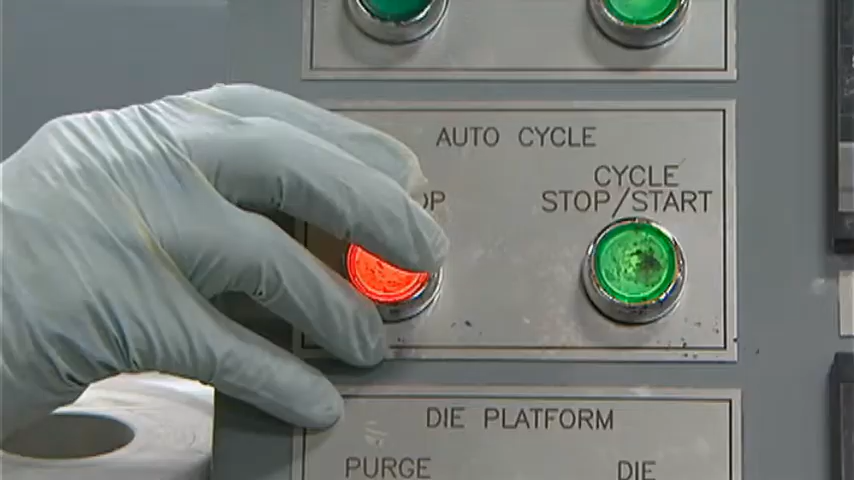 AUTO CYCLE
CYCLE
STOP/START
DIE PLATFORM
PURGE
DIE